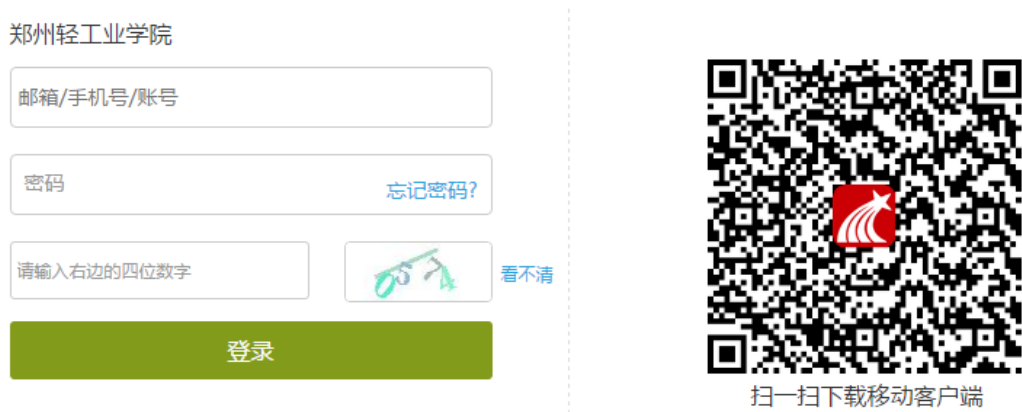 郑州轻工业学院
邮箱/手机号/账号
密码
忘记密码?
请输入右边的四位数字
看不清
登录
扫一扫下载移动客户端